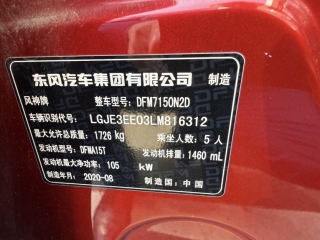 东风汽车集团有限公司 制造
风神牌 整车型号: DFM7150N2D
车辆识别代号: LGJE3EE03LM816312
最大允许总质量: 1726 kg 乘坐人数: 5 人
发动机型号: DFMA15T 发动机排量: 1460 mL
发动机最大净功率: 105 kW
制造年月: 2020-08 制造国: 中国